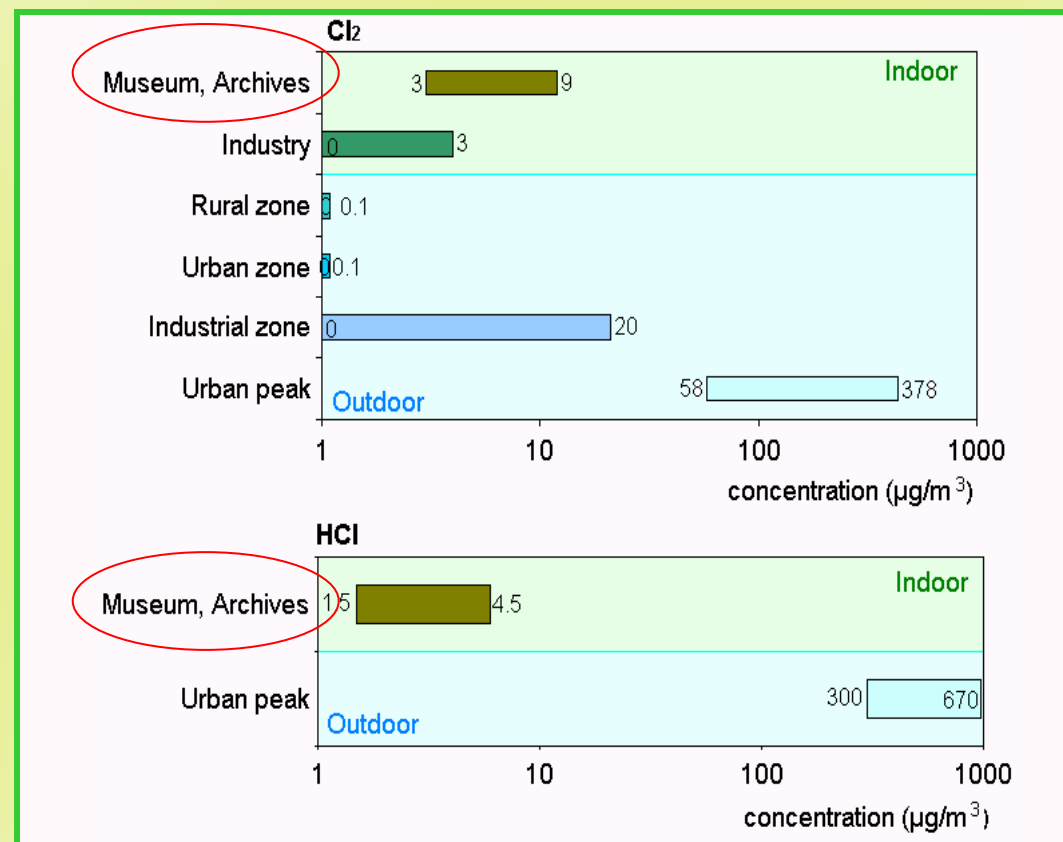 Cl₂
Indoor
Museum, Archives 3 9
Industry 0 3
Rural zone 0 0.1
Urban zone 0 0.1
Industrial zone 0 20
Urban peak 58 378
Outdoor
1 10 100 1000
concentration (µg/m³)
HCl
Indoor
Museum, Archives 1.5 4.5
Urban peak 300 670
Outdoor
1 10 100 1000
concentration (µg/m³)